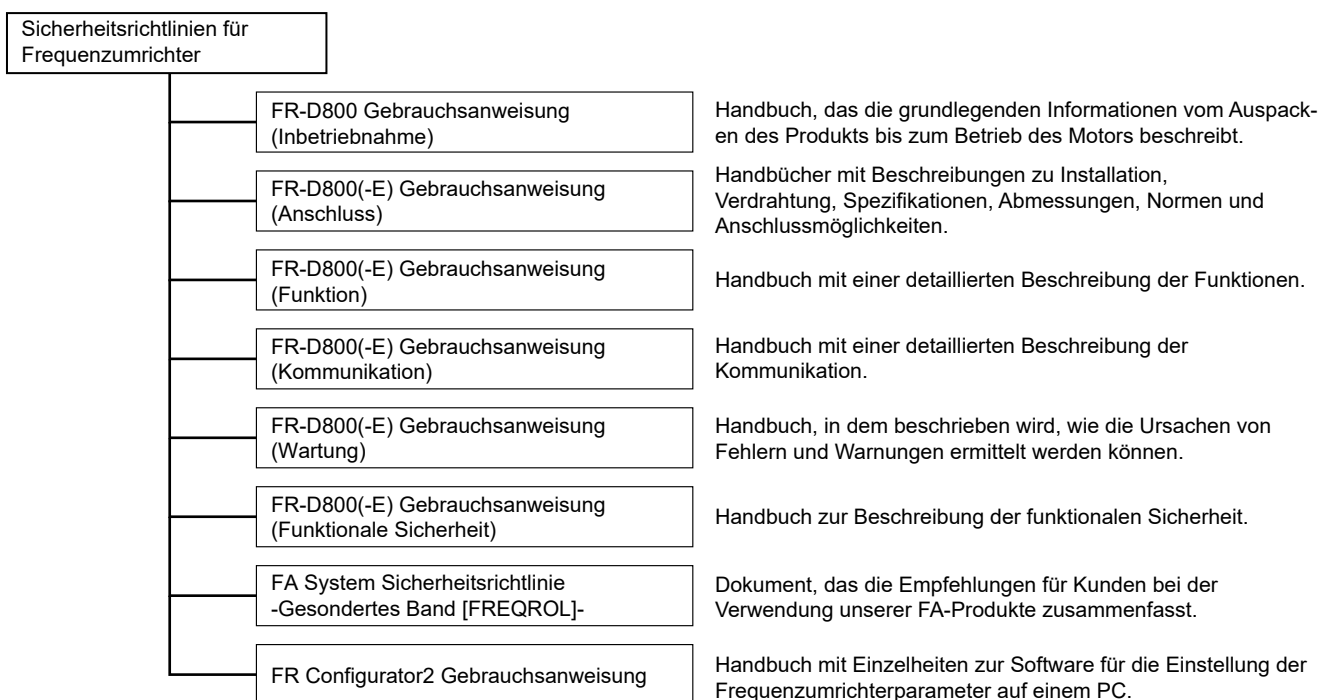 Sicherheitsrichtlinien für
Frequenzumrichter
FR-D800 Gebrauchsanweisung
(Inbetriebnahme)
Handbuch, das die grundlegenden Informationen vom Auspack-
en des Produkts bis zum Betrieb des Motors beschreibt.
FR-D800(-E) Gebrauchsanweisung
(Anschluss)
Handbücher mit Beschreibungen zu Installation,
Verdrahtung, Spezifikationen, Abmessungen, Normen und
Anschlussmöglichkeiten.
FR-D800(-E) Gebrauchsanweisung
(Funktion)
Handbuch mit einer detaillierten Beschreibung der Funktionen.
FR-D800(-E) Gebrauchsanweisung
(Kommunikation)
Handbuch mit einer detaillierten Beschreibung der
Kommunikation.
FR-D800(-E) Gebrauchsanweisung
(Wartung)
Handbuch, in dem beschrieben wird, wie die Ursachen von
Fehlern und Warnungen ermittelt werden können.
FR-D800(-E) Gebrauchsanweisung
(Funktionale Sicherheit)
Handbuch zur Beschreibung der funktionalen Sicherheit.
FA System Sicherheitsrichtlinie
-Gesondertes Band [FREQROL]-
Dokument, das die Empfehlungen für Kunden bei der
Verwendung unserer FA-Produkte zusammenfasst.
FR Configurator2 Gebrauchsanweisung
Handbuch mit Einzelheiten zur Software für die Einstellung der
Frequenzumrichterparameter auf einem PC.